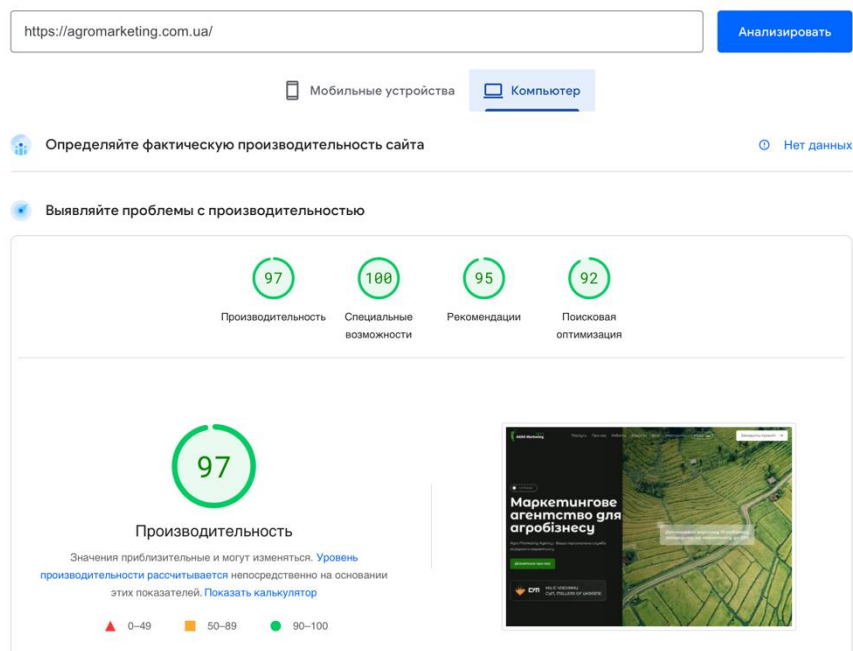 https://agromarketing.com.ua/
Анализировать
Мобильные устройства
Компьютер
Определяйте фактическую производительность сайта
Нет данных
Выявляйте проблемы с производительностью
97
100
95
92
Производительность
Специальные
возможности
Рекомендации
Поисковая
оптимизация
97
Производительность
Значения приблизительные и могут изменяться. Уровень
производительности рассчитывается непосредственно на основании
этих показателей. Показать калькулятор
0–49
50–89
90–100
Маркетингове
агентство для
агробізнесу